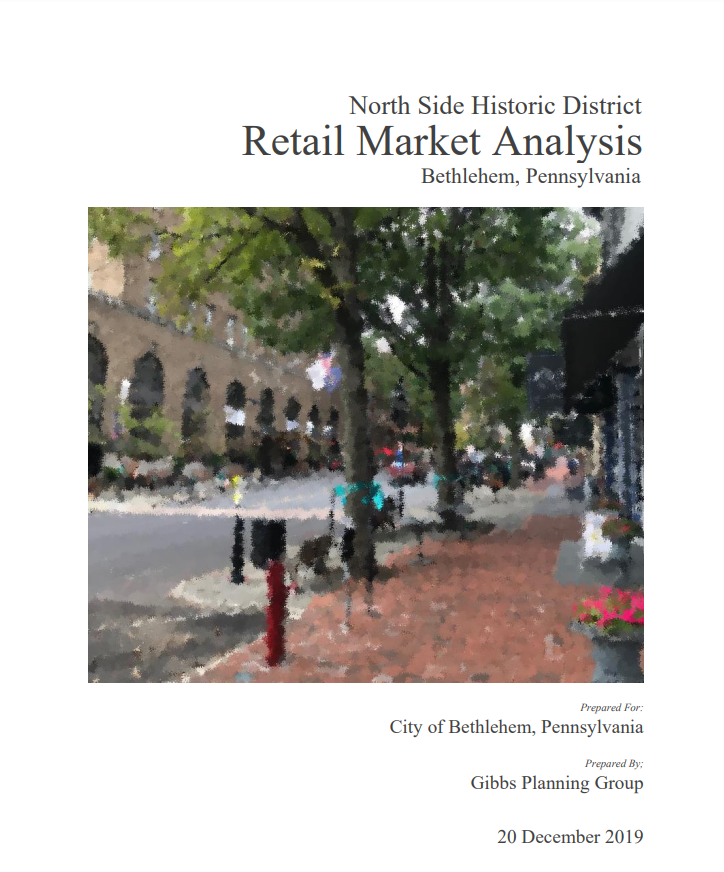 North Side Historic District
Retail Market Analysis
Bethlehem, Pennsylvania
Prepared For:
City of Bethlehem, Pennsylvania
Prepared By;
Gibbs Planning Group
20 December 2019